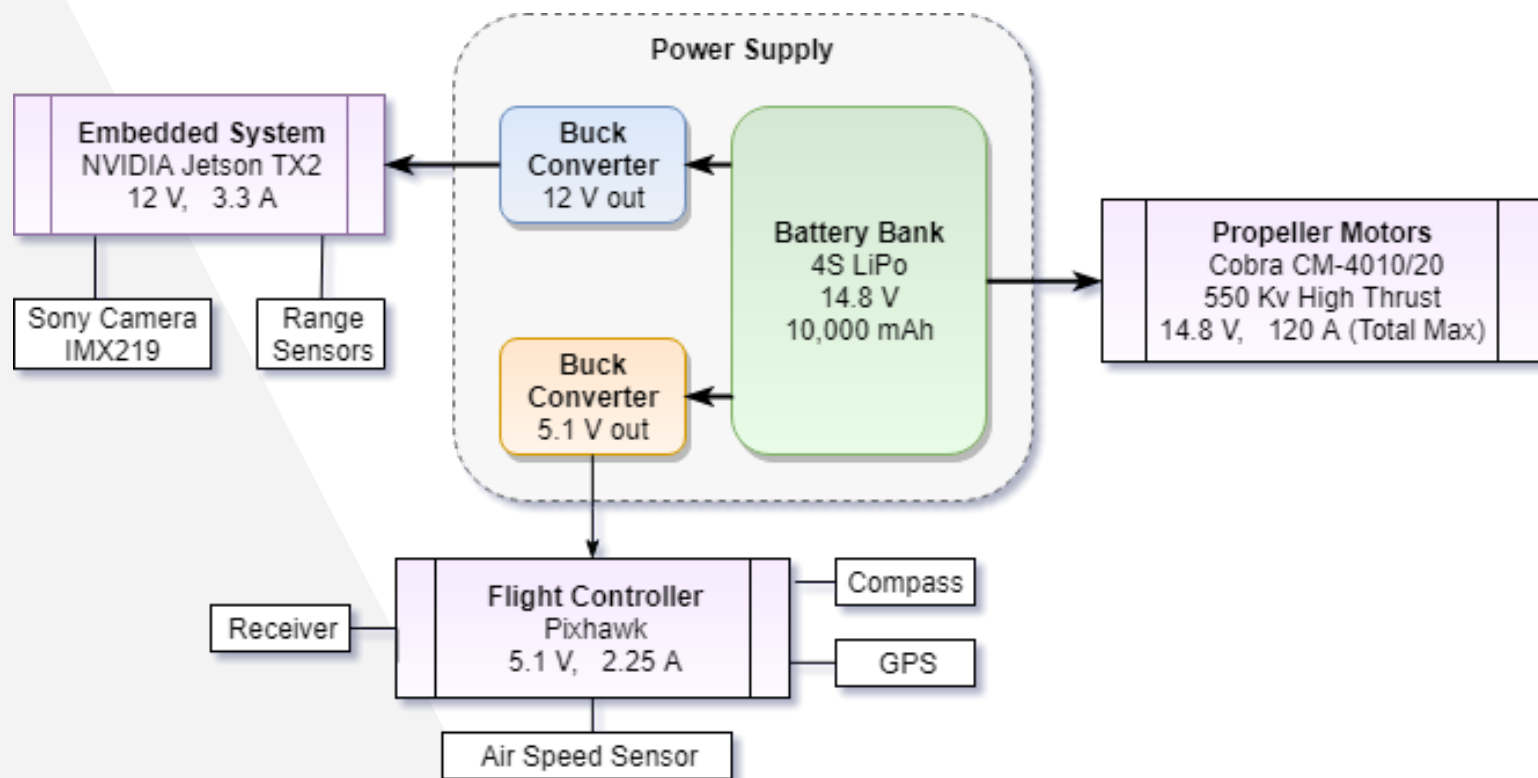 Power Supply
Embedded System
NVIDIA Jetson TX2
12 V,   3.3 A
Sony Camera
IMX219
Range
Sensors
Buck
Converter
12 V out
Buck
Converter
5.1 V out
Battery Bank
4S LiPo
14.8 V
10,000 mAh
Propeller Motors
Cobra CM-4010/20
550 Kv High Thrust
14.8 V,   120 A (Total Max)
Flight Controller
Pixhawk
5.1 V,   2.25 A
Receiver
Compass
GPS
Air Speed Sensor